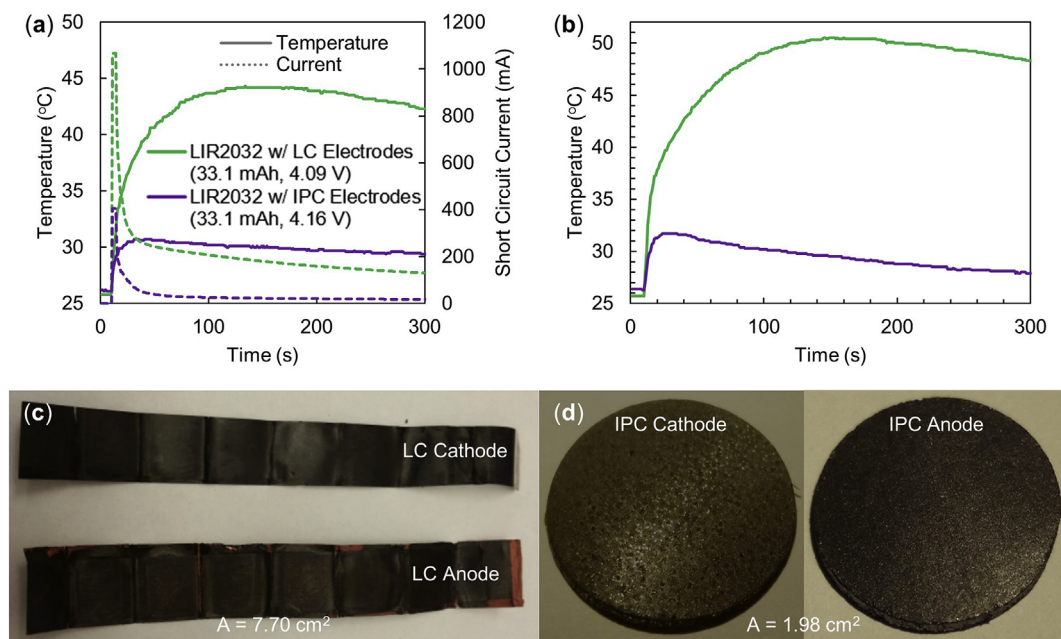 (a)
50
45
40
35
30
25
Temperature (°C)
1200
1000
800
600
400
200
0
Short Circuit Current (mA)
Temperature
Current
LIR2032 w/ LC Electrodes
(33.1 mAh, 4.09 V)
LIR2032 w/ IPC Electrodes
(33.1 mAh, 4.16 V)
0 100 200 300
Time (s)
(b)
50
45
40
35
30
25
Temperature (°C)
0 100 200 300
Time (s)
(c)
LC Cathode
LC Anode
A = 7.70 cm²
(d)
IPC Cathode
IPC Anode
A = 1.98 cm²